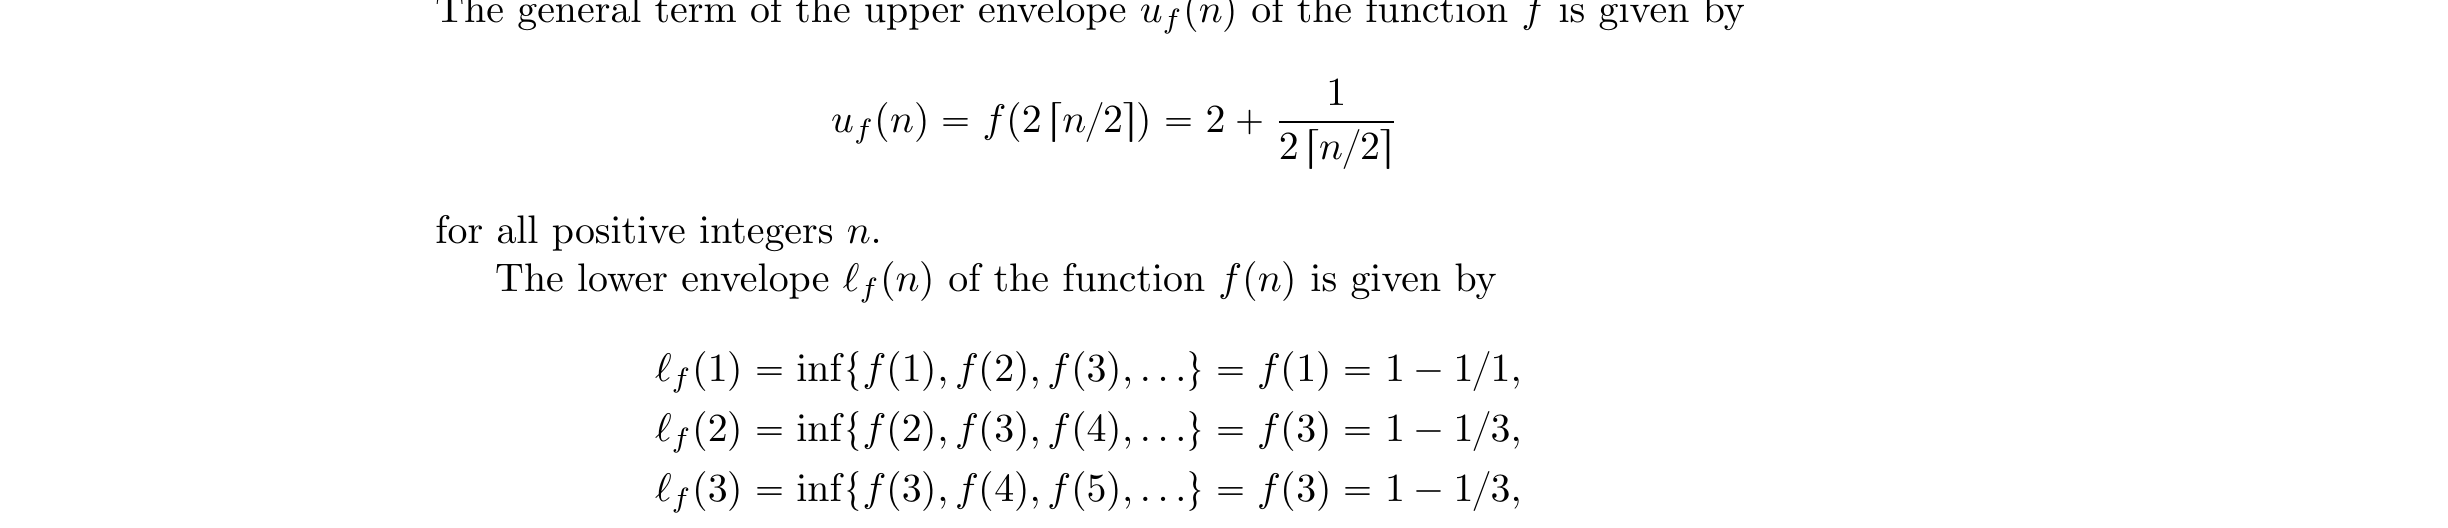 The general term of the upper envelope u_f(n) of the function f is given by
u_f(n) = f(2⌈n/2⌉) = 2 + \frac{1}{2⌈n/2⌉}
for all positive integers n.
The lower envelope ℓ_f(n) of the function f(n) is given by
ℓ_f(1) = inf{f(1), f(2), f(3), . . .} = f(1) = 1 − 1/1,
ℓ_f(2) = inf{f(2), f(3), f(4), . . .} = f(3) = 1 − 1/3,
ℓ_f(3) = inf{f(3), f(4), f(5), . . .} = f(3) = 1 − 1/3,